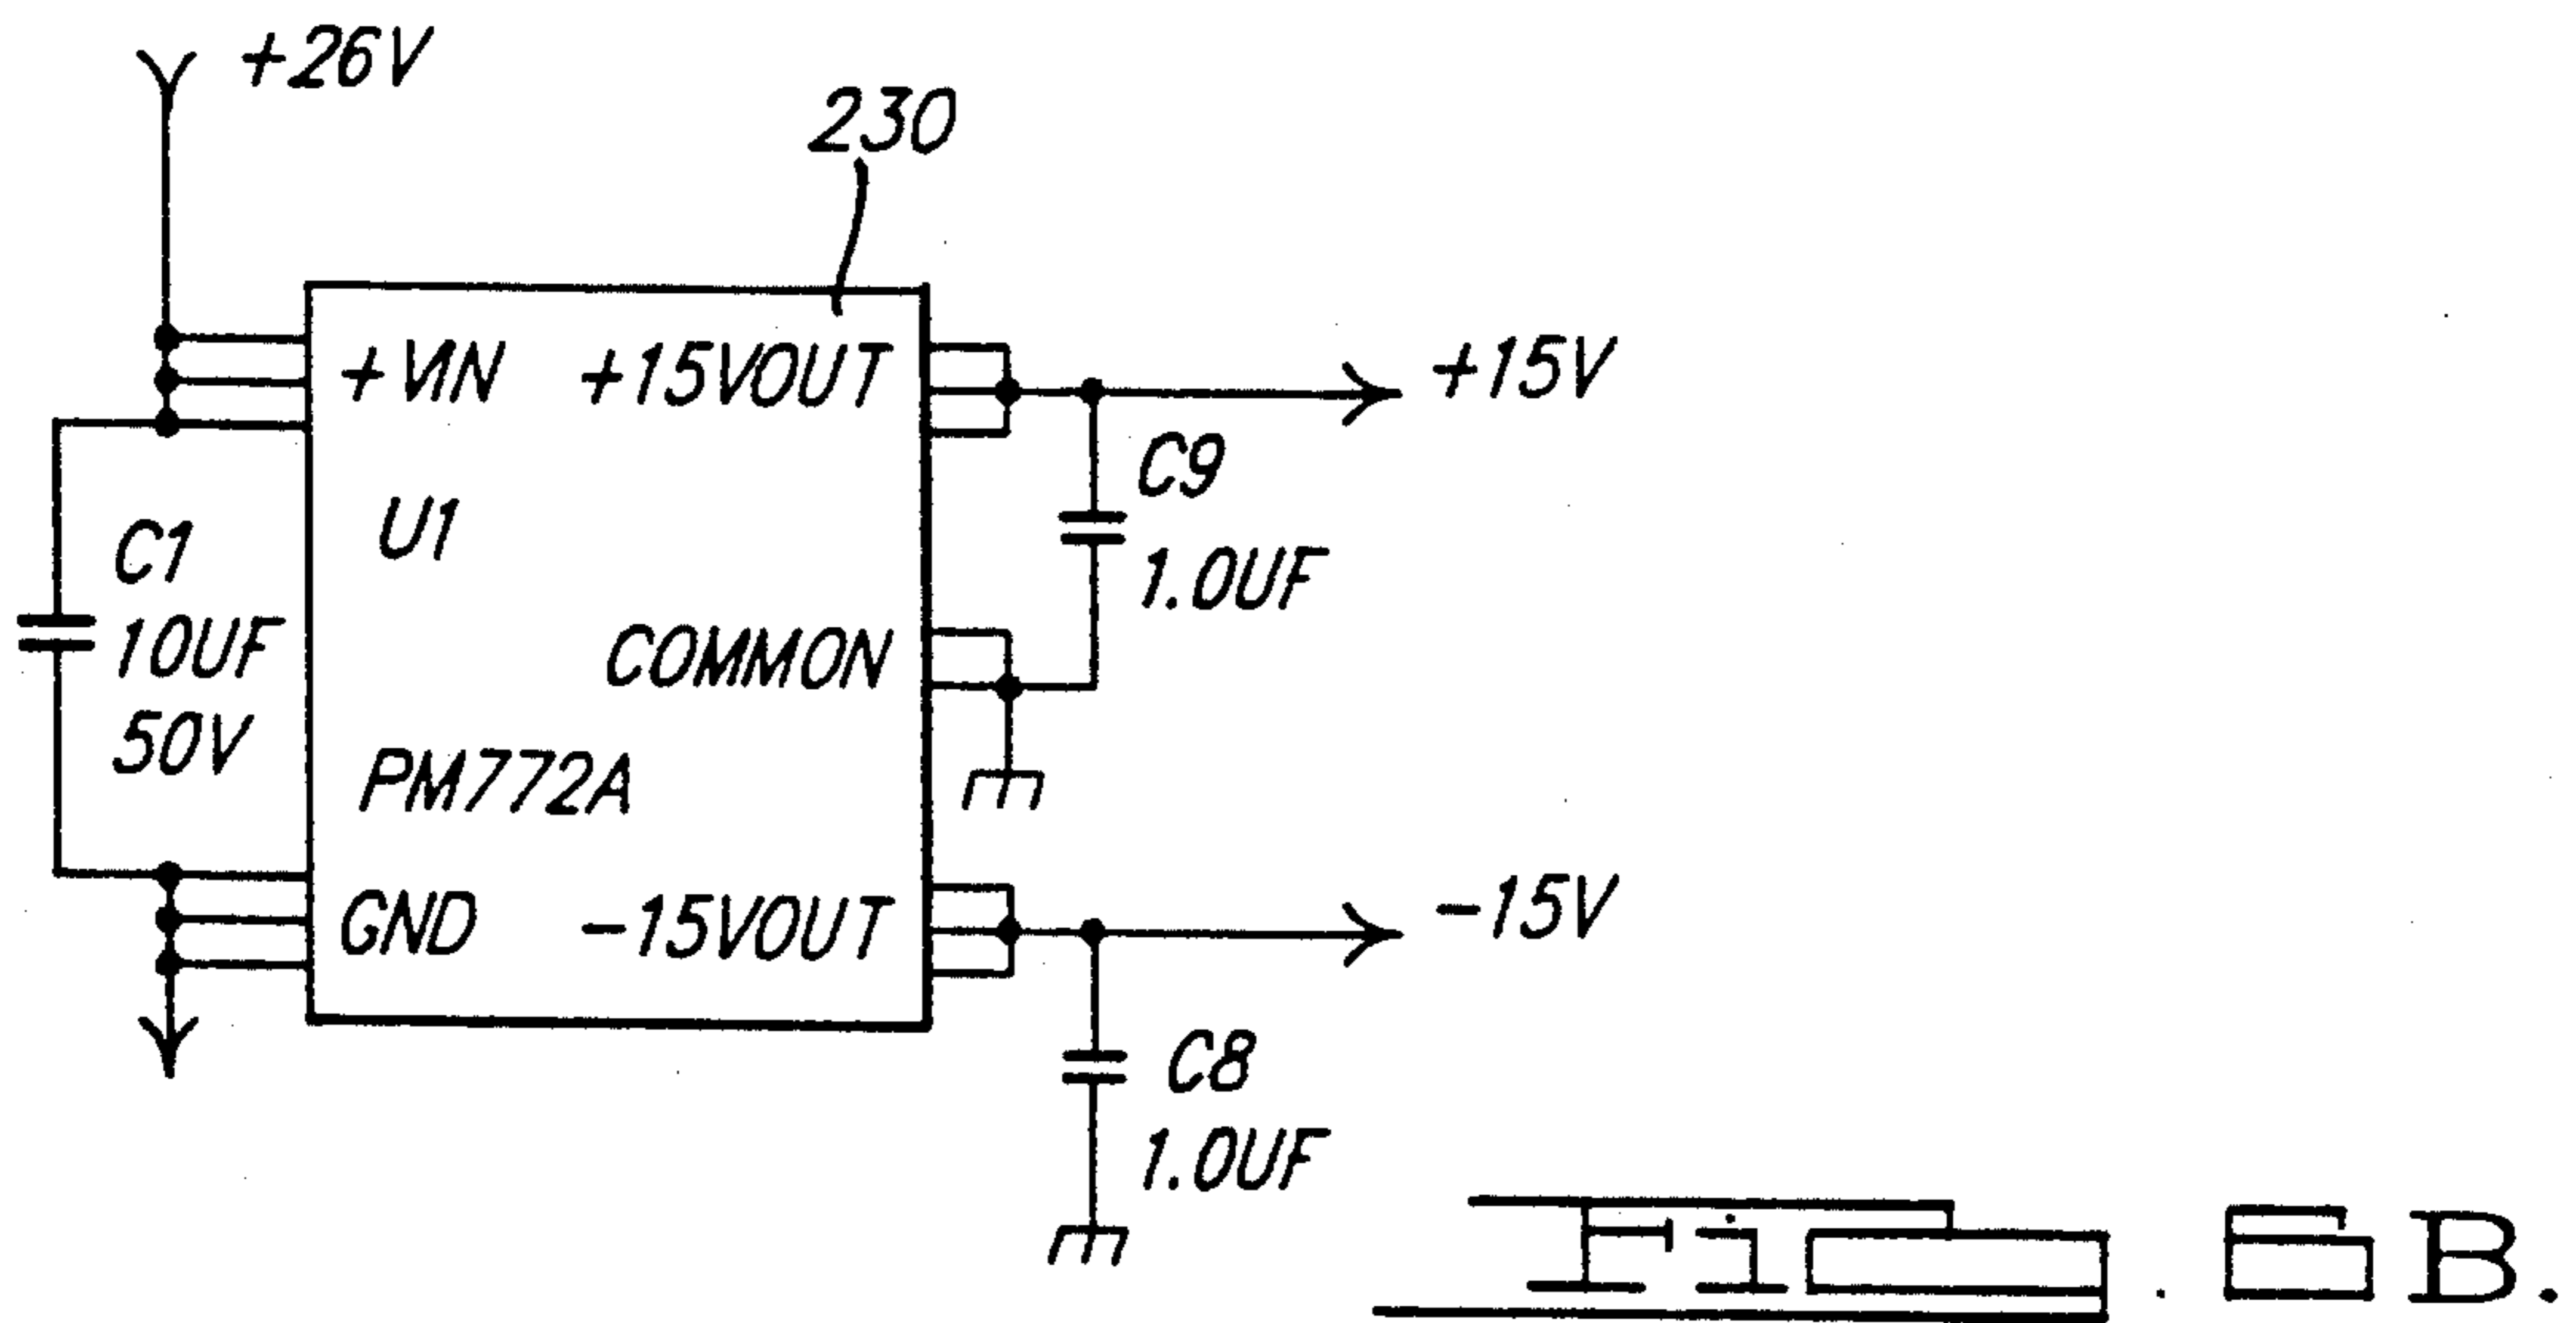 +26V
230
+VIN
+15VOUT
+15V
C9
1.0UF
U1
C1
10UF
50V
COMMON
PM772A
GND
-15VOUT
-15V
C8
1.0UF
Fig. 6B.